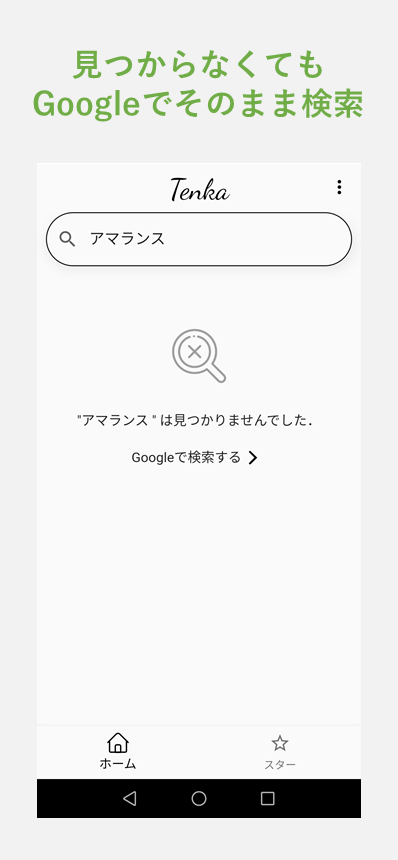 見つからなくても
Googleでそのまま検索
Tenka
アマランス
"アマランス " は見つかりませんでした．
Googleで検索する
ホーム
スター